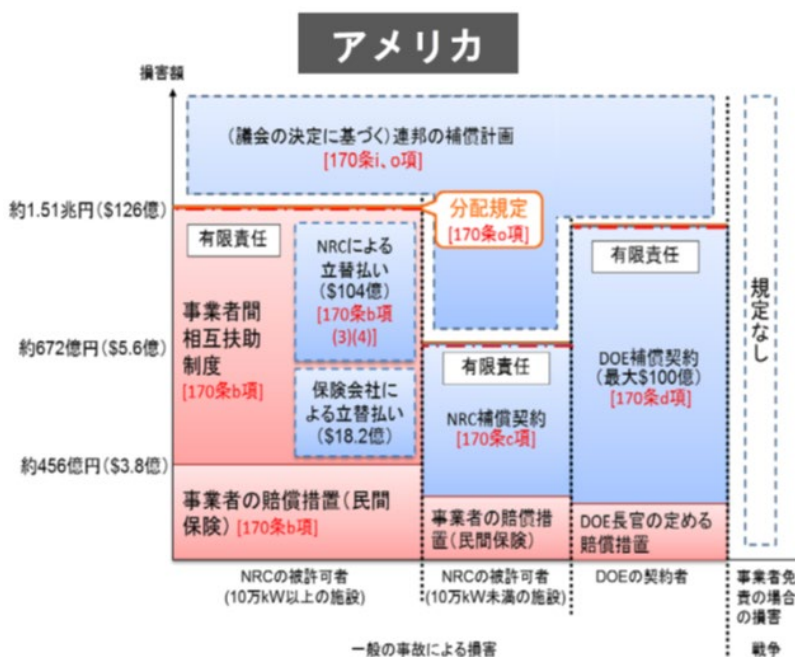 アメリカ
損害額
(議会の決定に基づく)連邦の補償計画
[170条i、o項]
約1.51兆円($126億)
分配規定
[170条o項]
有限責任
NRCによる
立替払い
($104億)
[170条b項
(3)(4)]
事業者間
相互扶助
制度
[170条b項]
有限責任
規定なし
DOE補償契約
(最大$100億)
[170条d項]
約672億円($5.6億)
有限責任
NRC補償契約
[170条c項]
保険会社に
よる立替払い
($18.2億)
約456億円($3.8億)
事業者の賠償措置(民間
保険)[170条b項]
事業者の賠償措
置(民間保険)
DOE長官の定める
賠償措置
NRCの被許可者
(10万kW以上の施設)
NRCの被許可者
(10万kW未満の施設)
DOEの契約者
事業者免
責の場合
の損害
一般の事故による損害
戦争